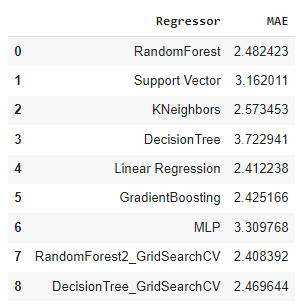 Regressor MAE
0 RandomForest 2.482423
1 Support Vector 3.162011
2 KNeighbors 2.573453
3 DecisionTree 3.722941
4 Linear Regression 2.412238
5 GradientBoosting 2.425166
6 MLP 3.309768
7 RandomForest2_GridSearchCV 2.408392
8 DecisionTree_GridSearchCV 2.469644